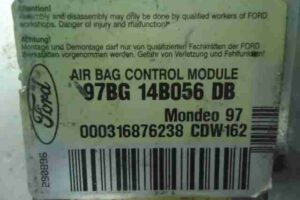 Attention!
Assembly and disassembly may only be done by qualified workers of FORD
workshops. Danger of injury and malfunction!
Montage und Demontage darf nur von qualifizierten Fachkräften der FORD
Werkstätten vorgenommen werden. Gefahr von Verletzung und Fehlfunktion!
Ford
AIR BAG CONTROL MODULE
97BG 14B056 DB
Mondeo 97
000316876238 CDW162
290896